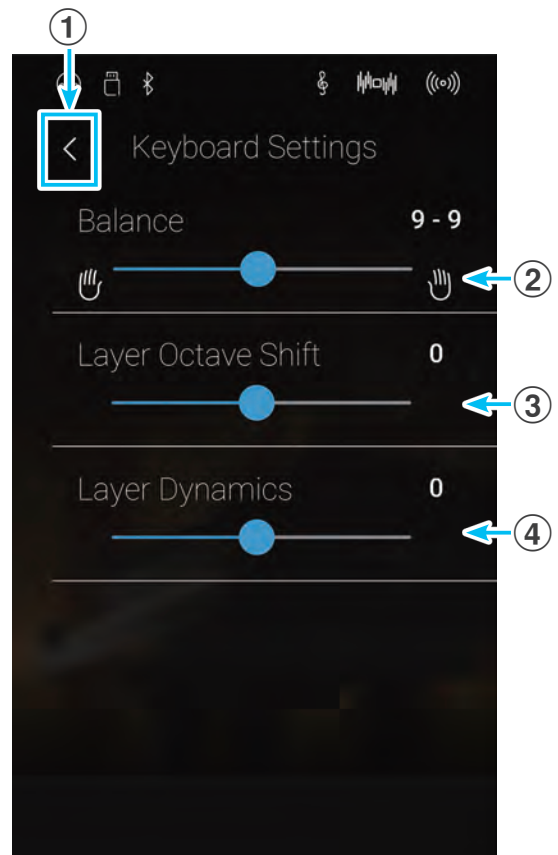 ①
Keyboard Settings
Balance 9 - 9
②
Layer Octave Shift 0
③
Layer Dynamics 0
④